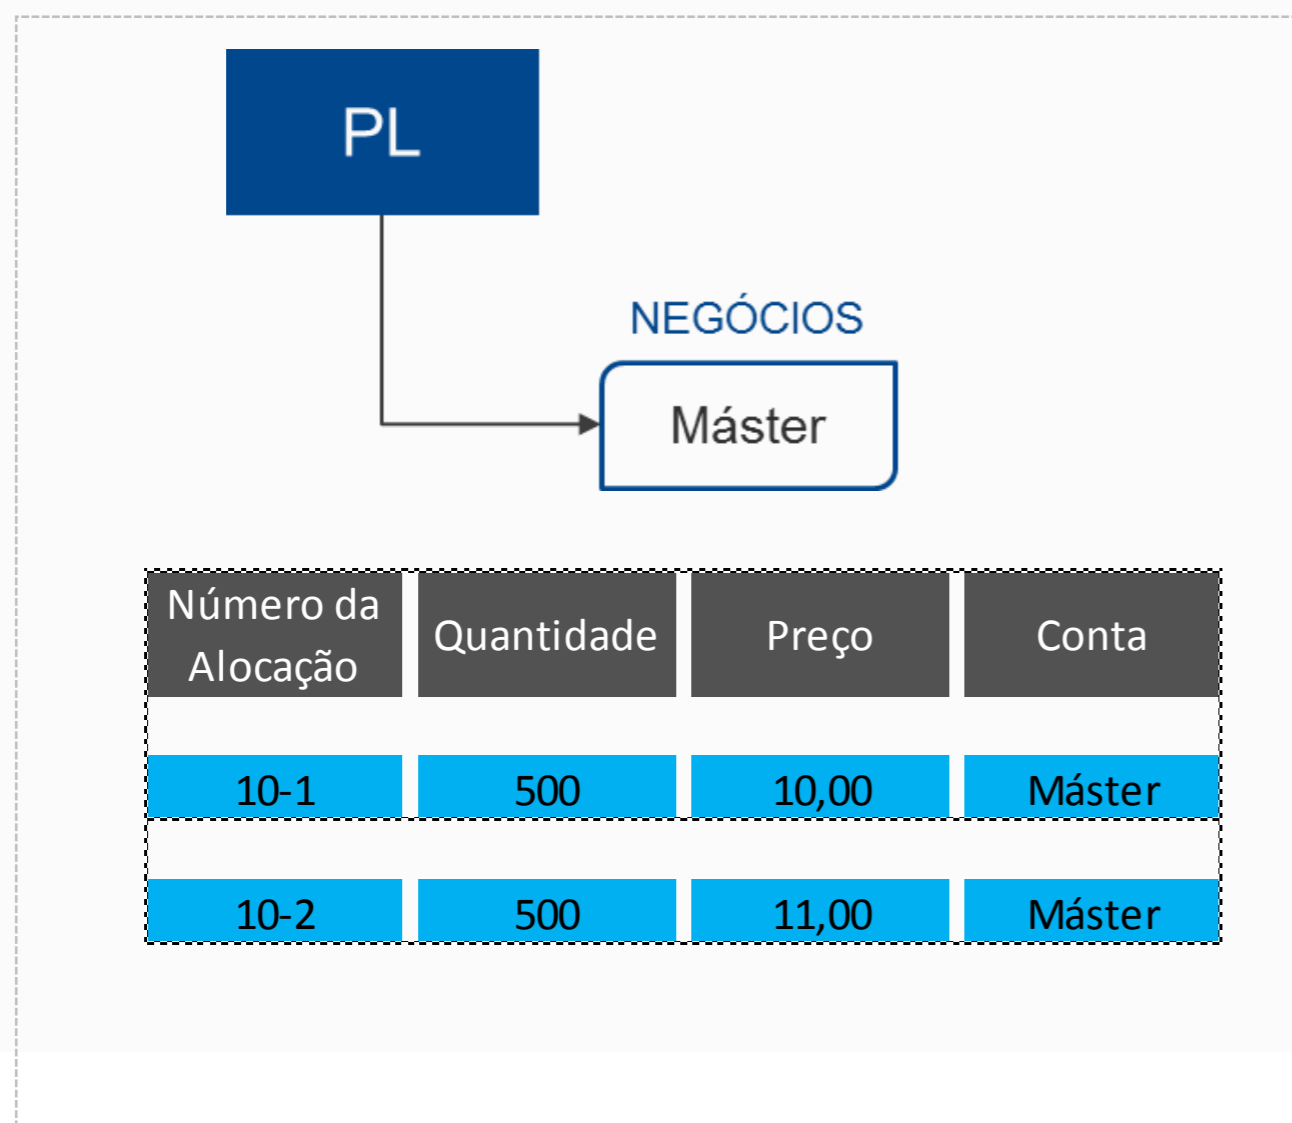 PL
NEGÓCIOS
Máster
Número da
Alocação
Quantidade
Preço
Conta
10-1 500 10,00 Máster
10-2 500 11,00 Máster